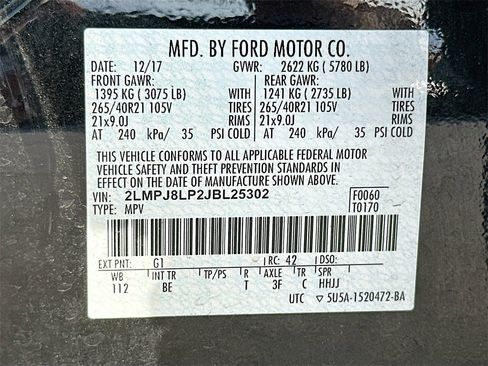 MFD. BY FORD MOTOR CO.
DATE: 12/17 GVWR: 2622 KG ( 5780 LB)
FRONT GAWR: REAR GAWR:
1395 KG ( 3075 LB) 1241 KG ( 2735 LB)
265/40R21 105V TIRES 265/40R21 105V TIRES
21x9.0J RIMS 21x9.0J RIMS
AT 240 kPa/ 35 PSI COLD AT 240 kPa/ 35 PSI COLD
THIS VEHICLE CONFORMS TO ALL APPLICABLE FEDERAL MOTOR
VEHICLE SAFETY AND THEFT PREVENTION STANDARDS IN
EFFECT ON THE DATE OF MANUFACTURE SHOWN ABOVE.
VIN: 2LMPJ8LP2JBL25302 F0060
TYPE: MPV T0170
EXT PNT: G1 RC: 42 DSO:
WB INT TR TP/PS R AXLE TR SPR
112 BE T 3F C HHJJ
UTC ▽5U5A-1520472-BA